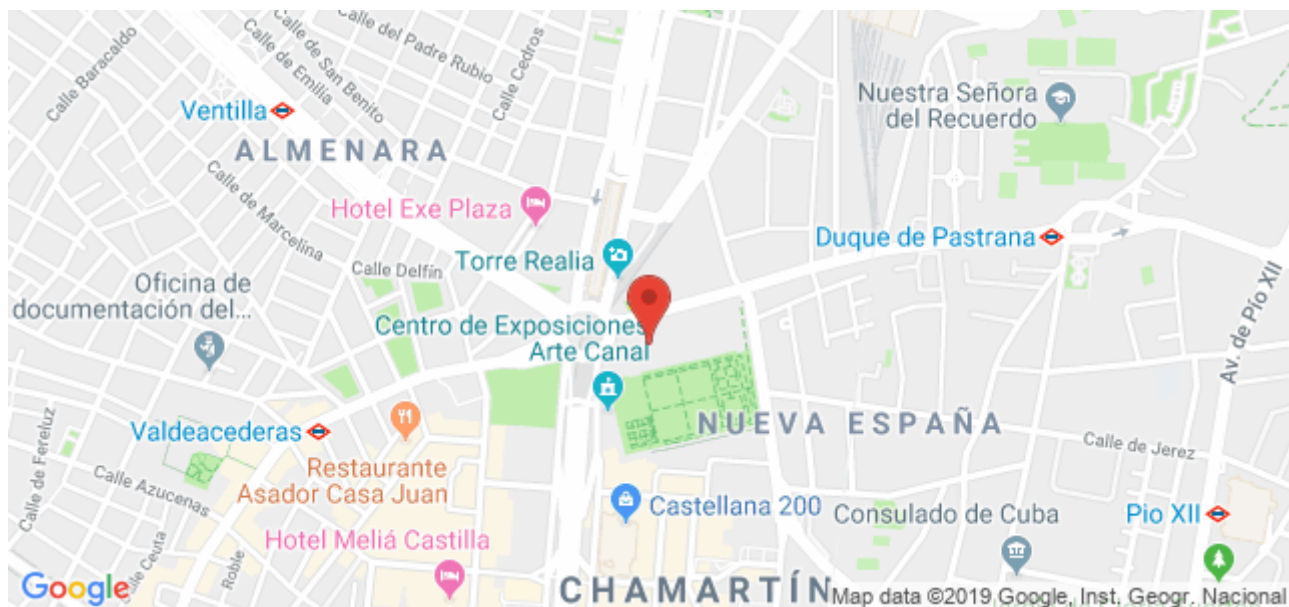 Calle Baracaldo
Calle de San Benito
Calle de Emilia
Calle del Padre Rubio
Calle Cedros
Ventilla
ALMENARA
Nuestra Señora
del Recuerdo
Calle de Marcelina
Hotel Exe Plaza
Duque de Pastrana
Torre Realia
Calle Delfín
Oficina de
documentación del...
Centro de Exposiciones
Arte Canal
Av. de Pío XII
Valdeacederas
NUEVA ESPAÑA
Calle de Jerez
Calle de Fereluz
Calle Azucenas
Restaurante
Asador Casa Juan
Castellana 200
Consulado de Cuba
Pio XII
Calle Ceuta
Roble
Hotel Meliá Castilla
CHAMARTÍN
Google
Map data ©2019 Google, Inst. Geogr. Nacional